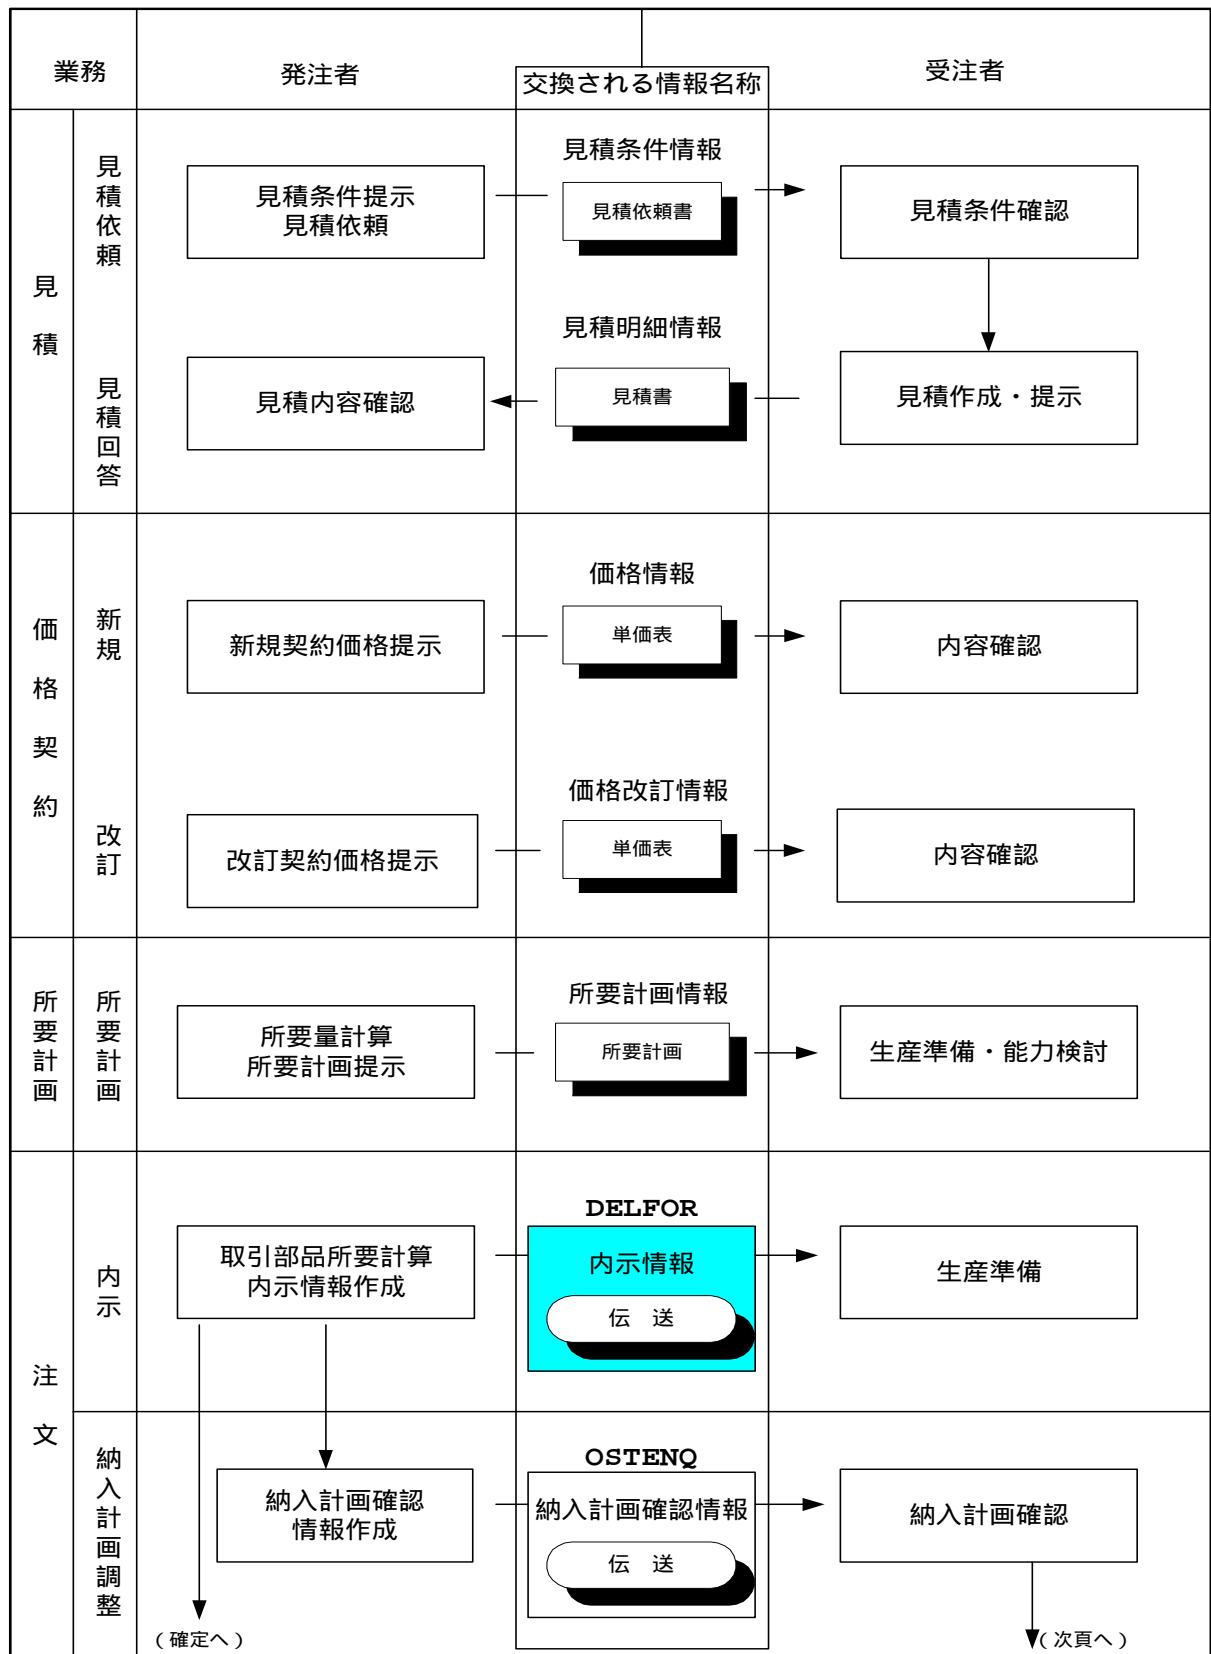 業務
発注者
交換される情報名称
受注者
見積
見積依頼
見積条件提示
見積依頼
見積条件情報
見積依頼書
見積条件確認
見積回答
見積内容確認
見積明細情報
見積書
見積作成・提示
価格契約
新規
新規契約価格提示
価格情報
単価表
内容確認
改訂
改訂契約価格提示
価格改訂情報
単価表
内容確認
所要計画
所要計画
所要量計算
所要計画提示
所要計画情報
所要計画
生産準備・能力検討
注文
内示
取引部品所要計算
内示情報作成
DELFOR
内示情報
伝 送
生産準備
納入計画調整
納入計画確認
情報作成
OSTENQ
納入計画確認情報
伝 送
納入計画確認
(確定へ)
(次頁へ)